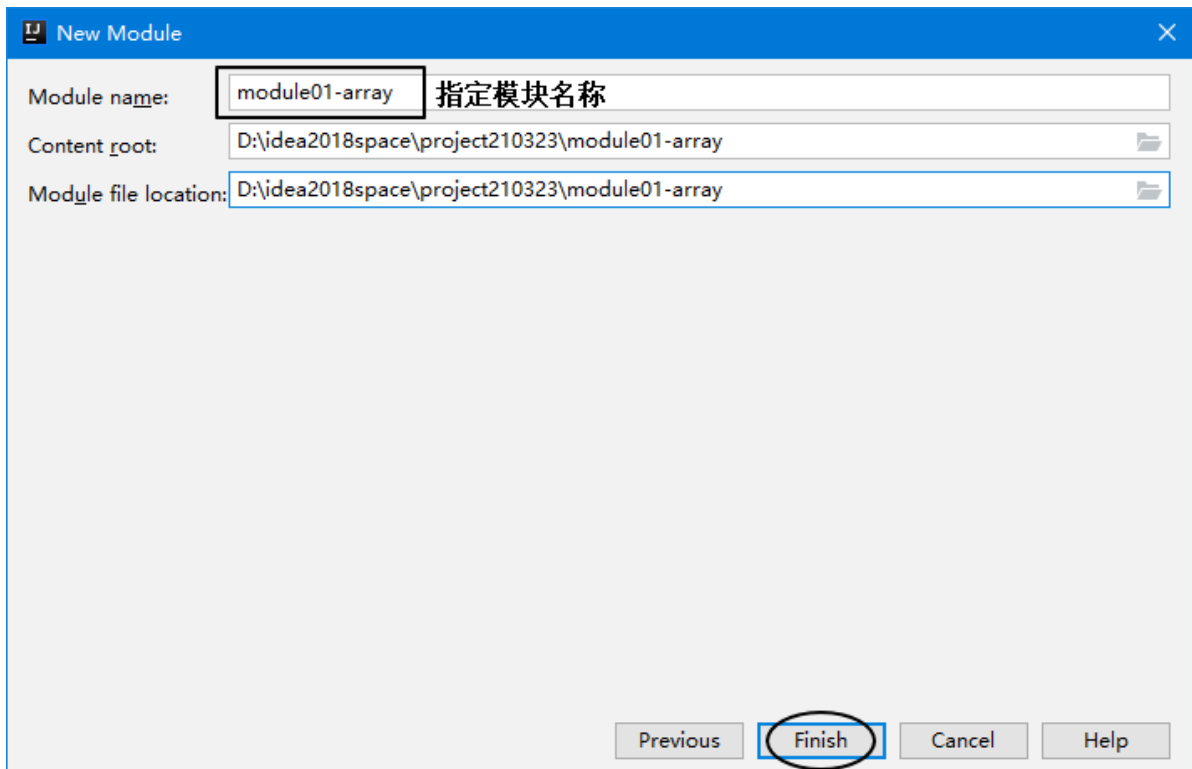 New Module
Module name: module01-array 指定模块名称
Content root: D:\idea2018space\project210323\module01-array
Module file location: D:\idea2018space\project210323\module01-array
Previous Finish Cancel Help